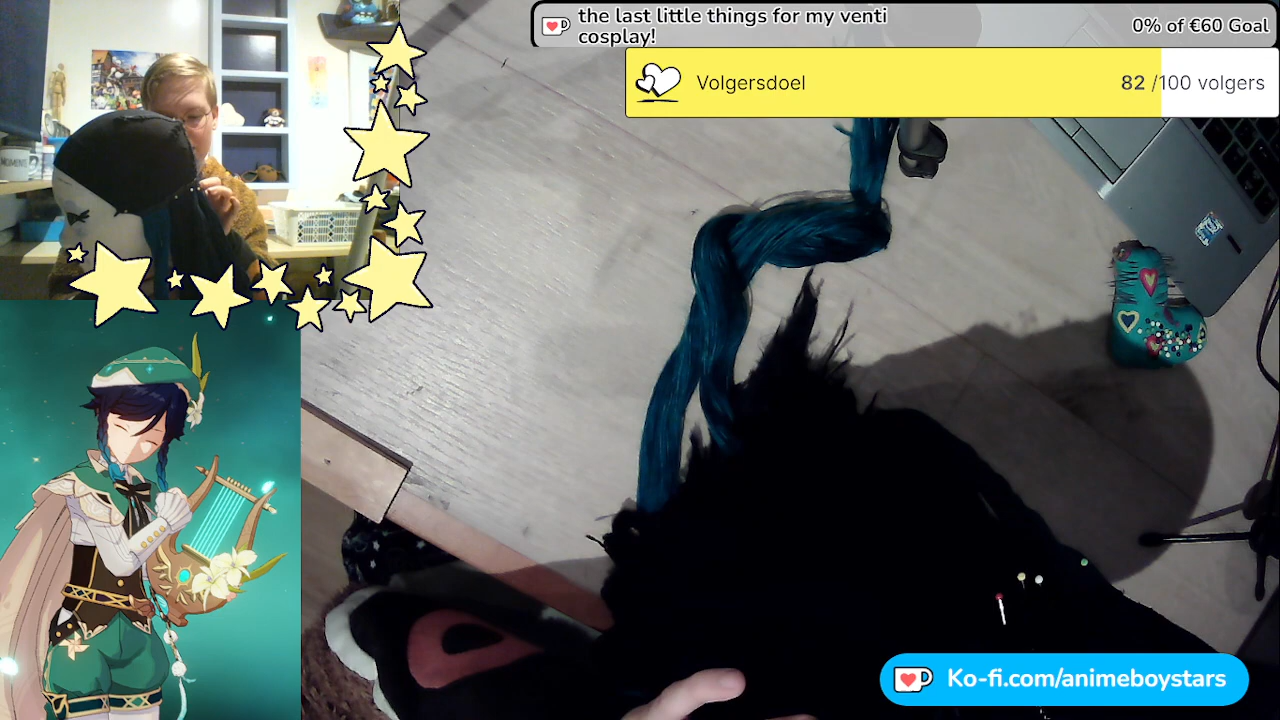 the last little things for my venti
cosplay!
0% of €60 Goal
Volgersdoel
82 /100 volgers
MOMENTS
Ko-fi.com/animeboystars